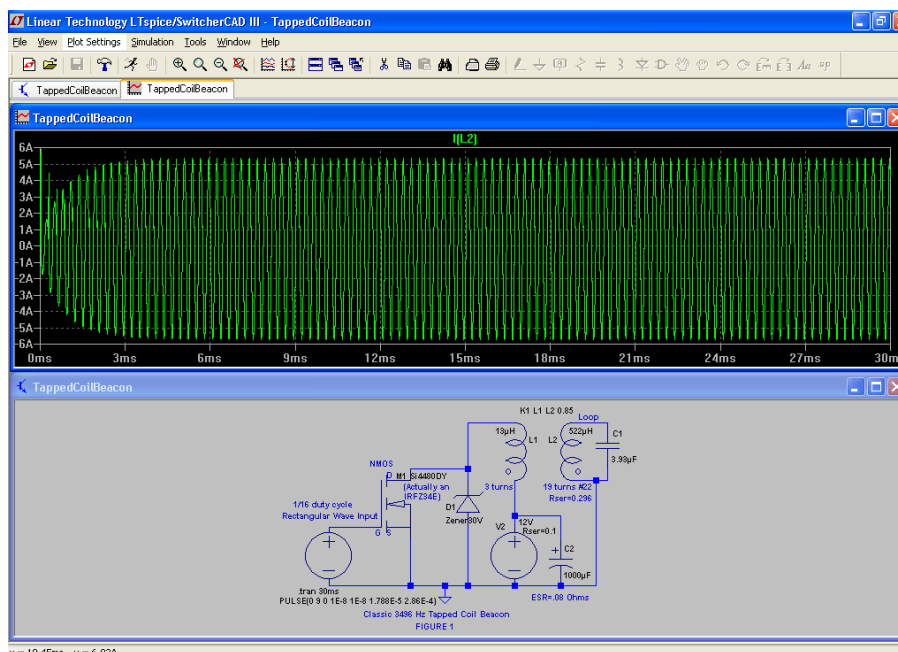 Linear Technology LTspice/SwitcherCAD III - TappedCoilBeacon
File View Plot Settings Simulation Tools Window Help
TappedCoilBeacon TappedCoilBeacon
TappedCoilBeacon
I(L2)
6A
5A
4A
3A
2A
1A
0A
-1A
-2A
-3A
-4A
-5A
-6A
0ms 3ms 6ms 9ms 12ms 15ms 18ms 21ms 24ms 27ms 30m
TappedCoilBeacon
K1 L1 L2 0.85
Loop
13µH 522µH C1
L1 L2
3.93µF
NMOS
D M1 Si4480DY
(Actually an
IRFZ34E)
3 turns 19 turns #22
Rser=0.296
1/16 duty cycle
Rectangular Wave Input
D1
Zener30V
G S
V2 12V
Rser=0.1
C2
1000µF
.tran 30ms
ESR=.08 Ohms
PULSE(0 9 0 1E-8 1E-8 1.788E-5 2.86E-4)
Classic 3496 Hz Tapped Coil Beacon
FIGURE 1